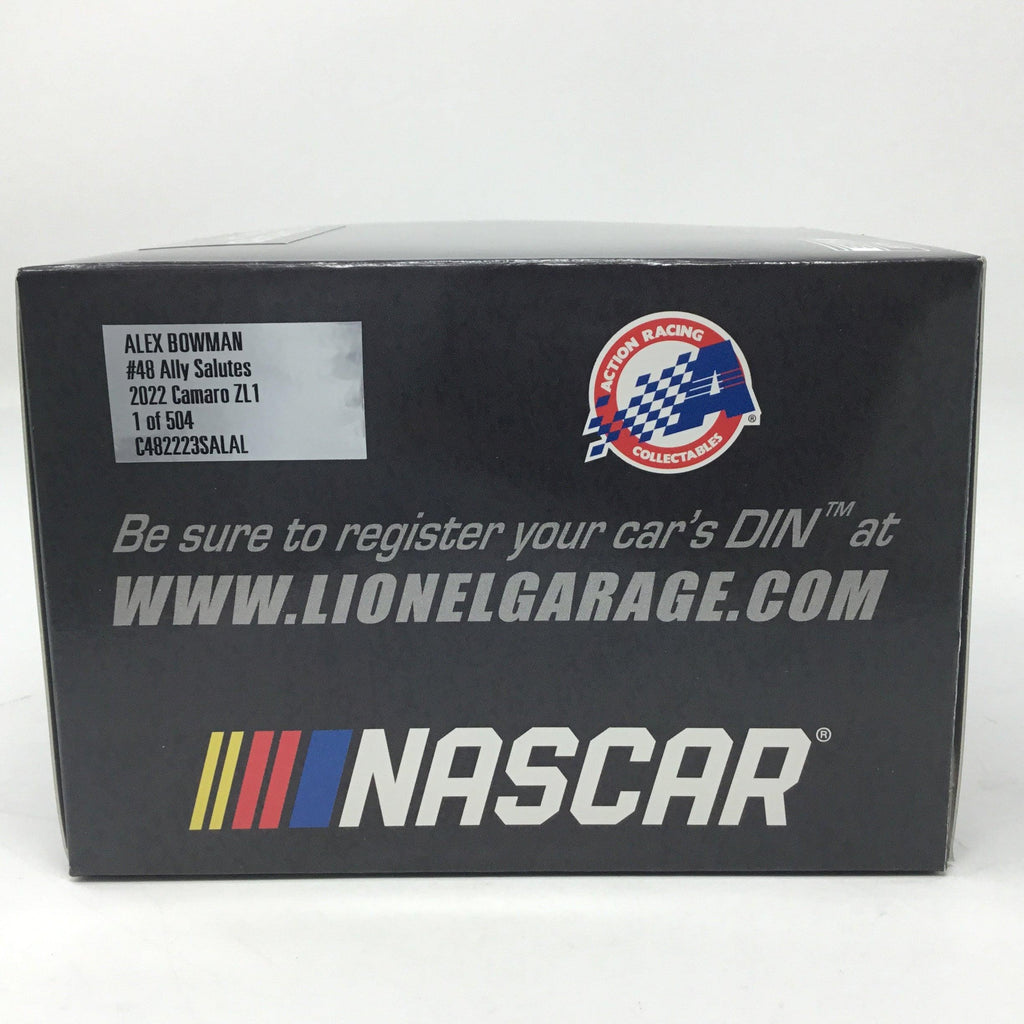 ALEX BOWMAN
#48 Ally Salutes
2022 Camaro ZL1
1 of 504
C482223SALAL
ACTION RACING
COLLECTABLES
®
Be sure to register your car's DIN™ at
WWW.LIONELGARAGE.COM
NASCAR®